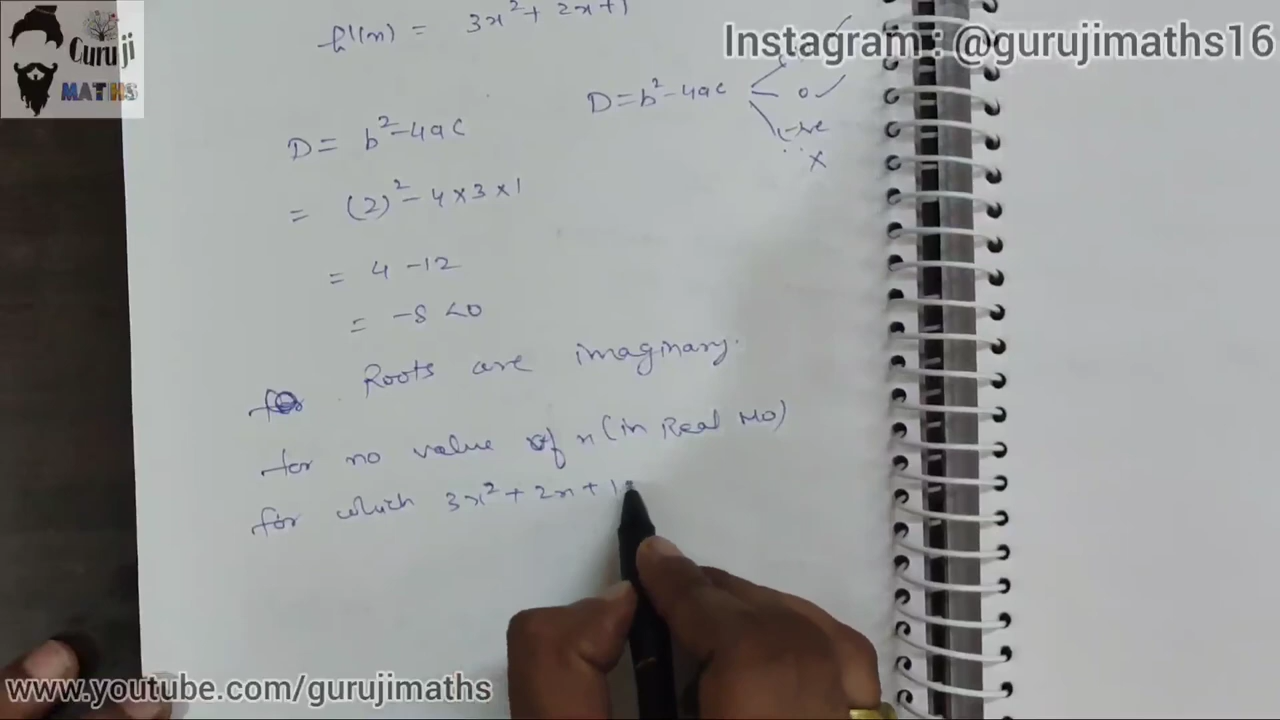 Guruji
MATHS
Instagram : @gurujimaths16
h'(x) = 3x² + 2x + 1
D = b² - 4ac
0 ✓
(-ve
x
D = b² - 4ac
= (2)² - 4 × 3 × 1
= 4 - 12
= -8 < 0
for . Roots are imaginary.
for no value of x (in Real No)
for which 3x² + 2x + 1
www.youtube.com/gurujimaths